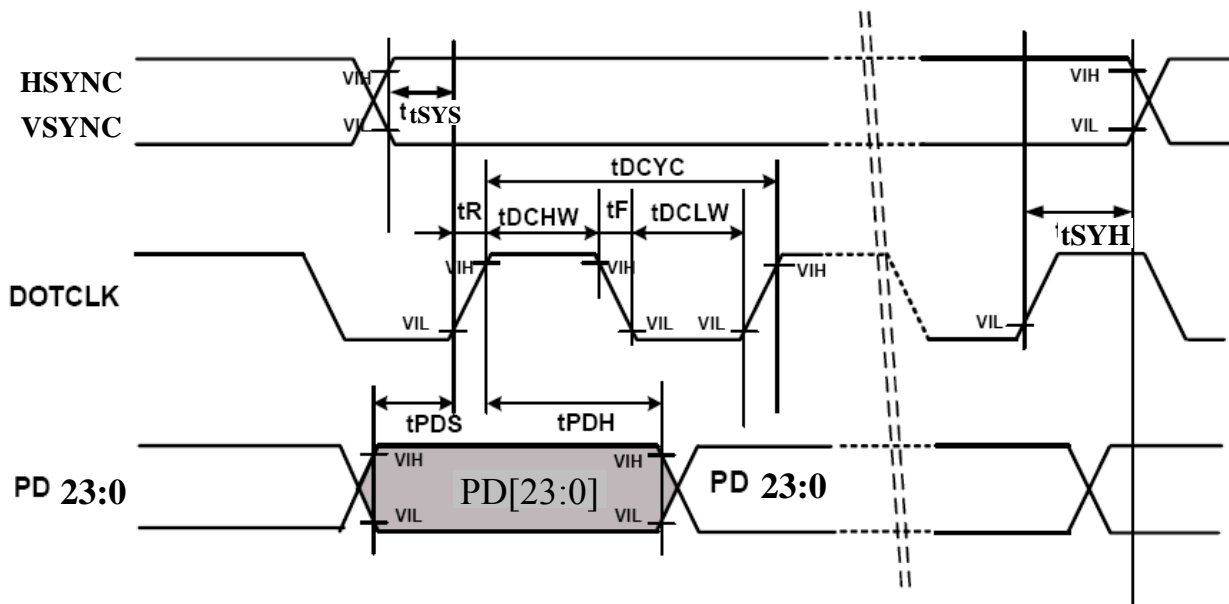 HSYNC
VIH
VIH
t tSYS
VSYNC
VIL
VIL
tDCYC
tR
tDCHW
tF
tDCLW
tSYH
DOTCLK
VIH
VIH
VIH
VIL
VIL
VIL
VIL
tPDS
tPDH
VIH
VIH
PD 23:0
PD[23:0]
PD 23:0
VIL
VIL